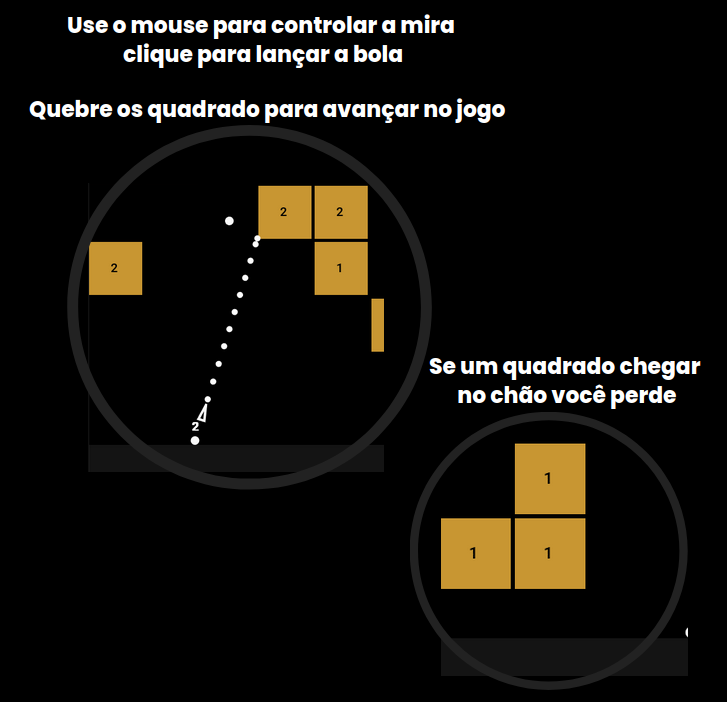 Use o mouse para controlar a mira
clique para lançar a bola
Quebre os quadrado para avançar no jogo
2
2
2
1
2
Se um quadrado chegar
no chão você perde
1
1
1